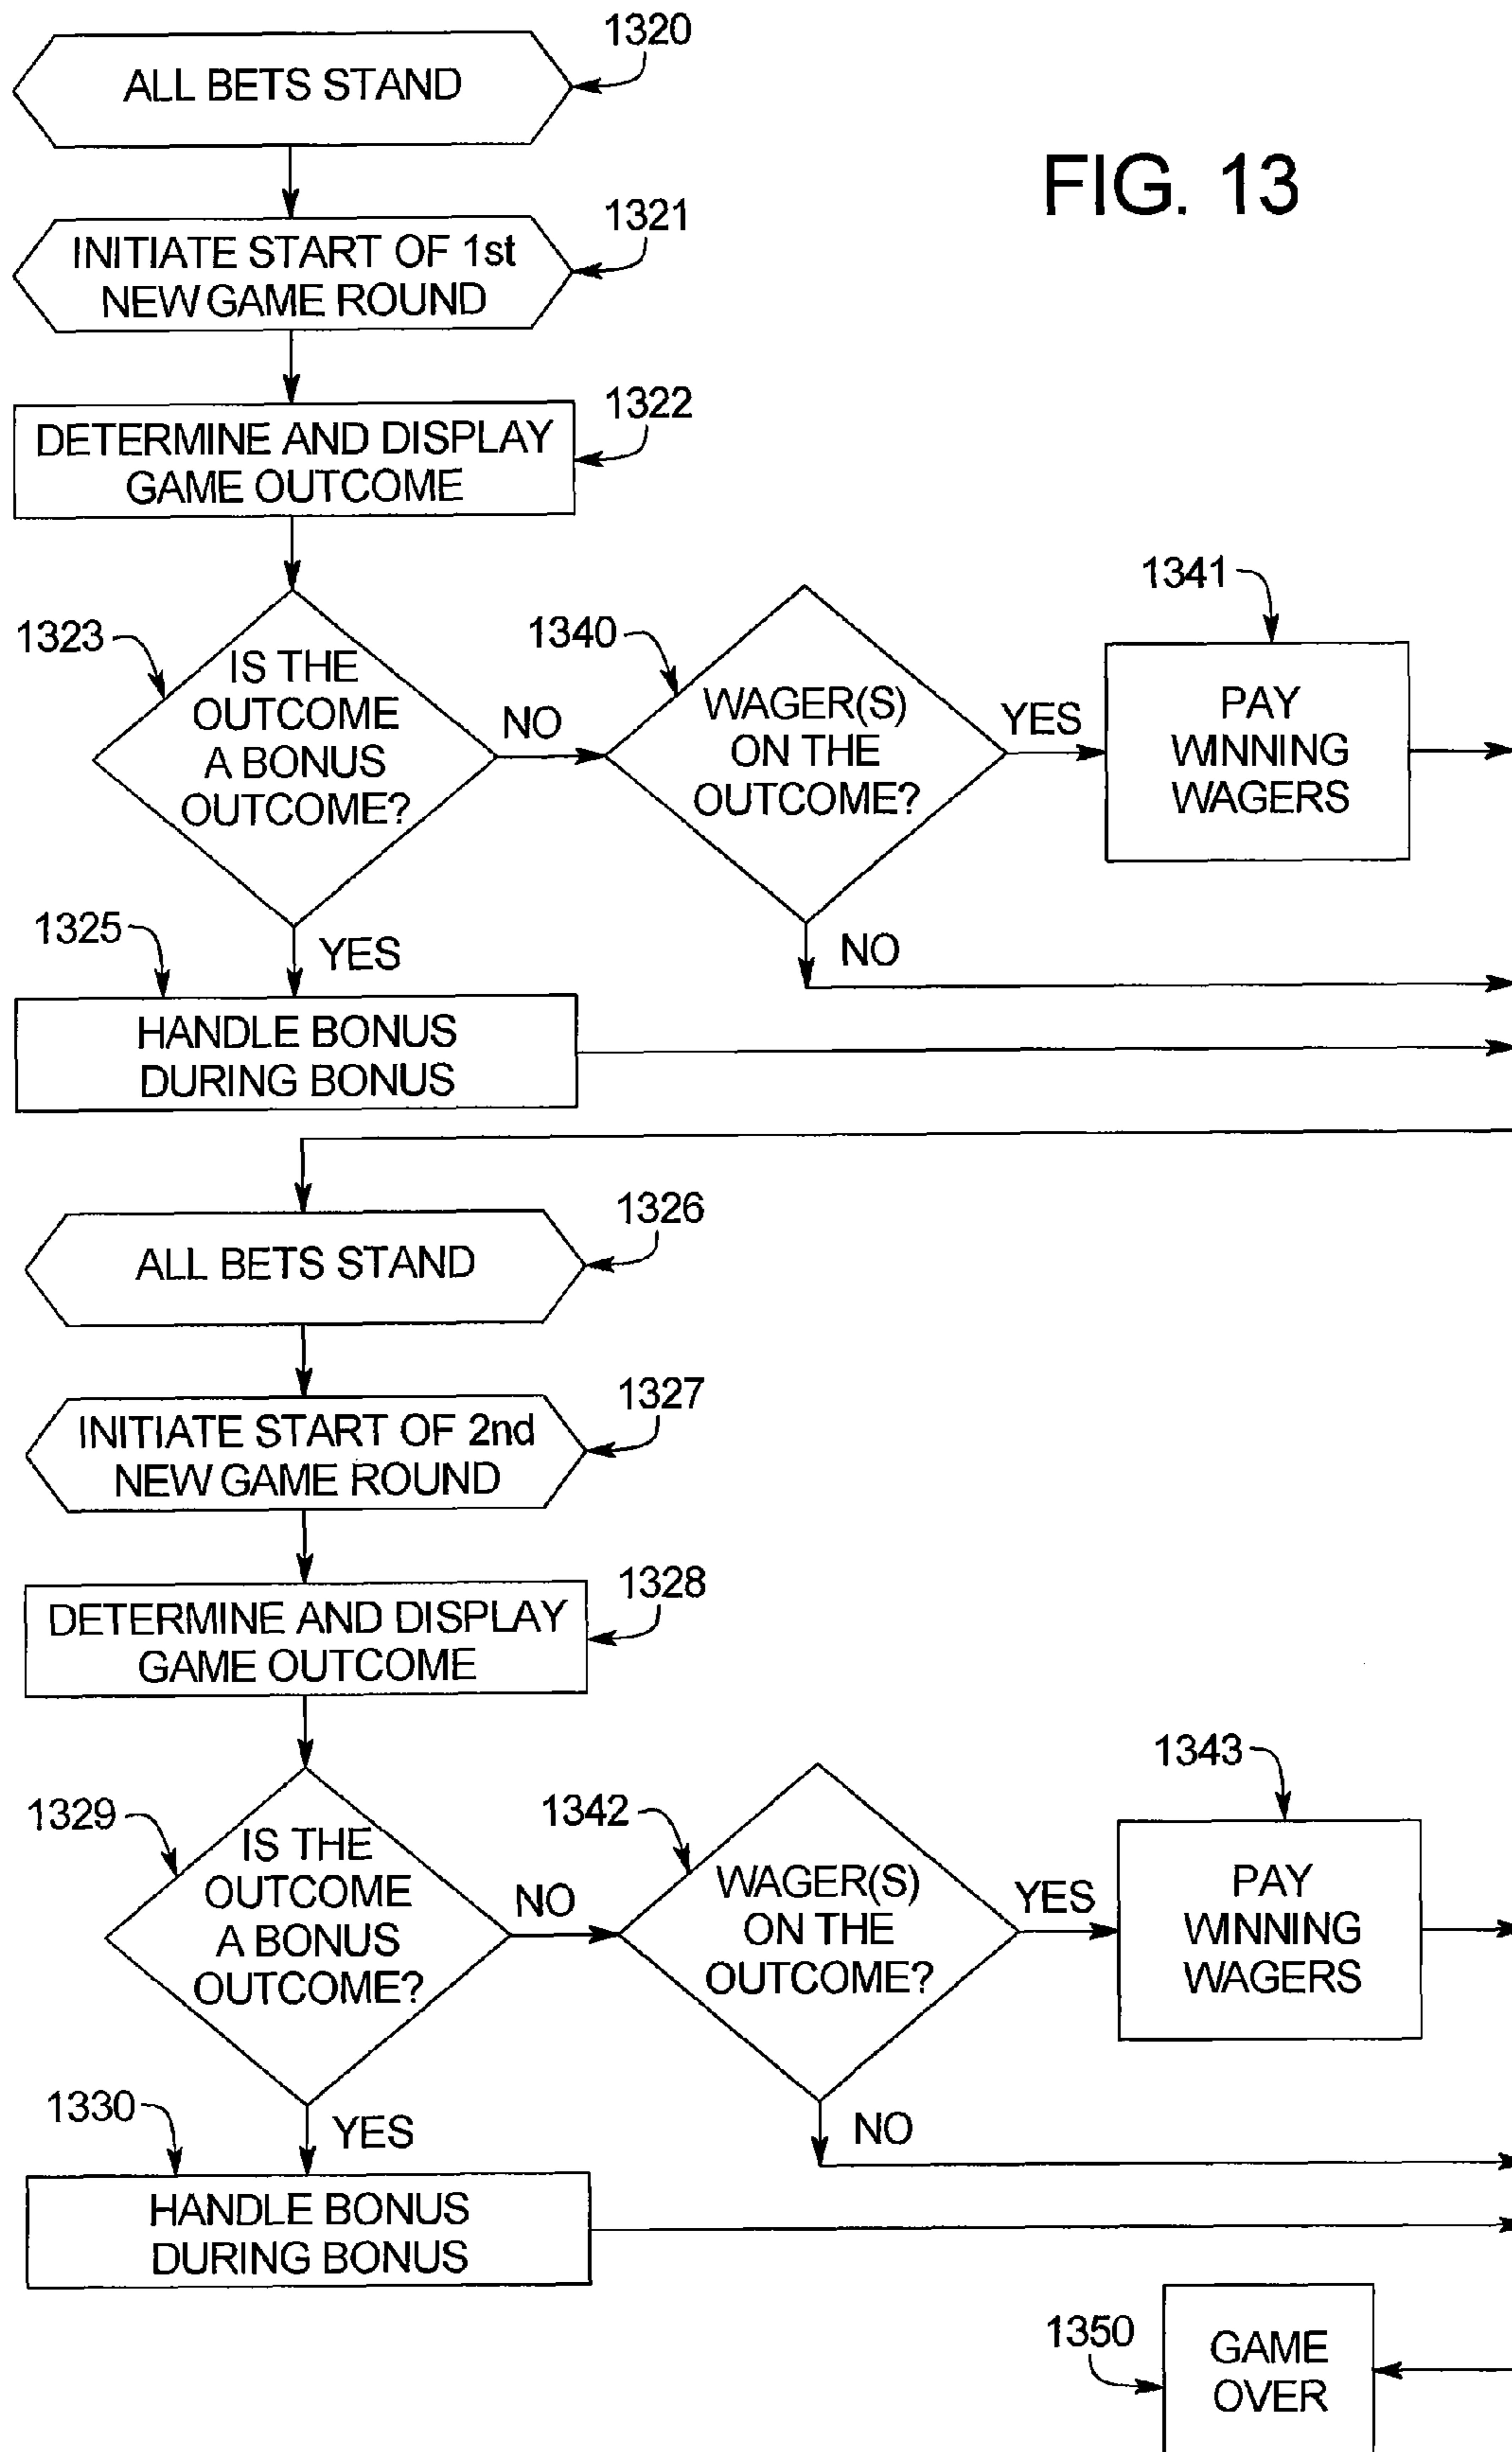 1320
ALL BETS STAND
FIG. 13
1321
INITIATE START OF 1st
NEW GAME ROUND
1322
DETERMINE AND DISPLAY
GAME OUTCOME
1323
IS THE
OUTCOME
A BONUS
OUTCOME?
NO
1340
WAGER(S)
ON THE
OUTCOME?
YES
1341
PAY
WINNING
WAGERS
NO
YES
1325
HANDLE BONUS
DURING BONUS
1326
ALL BETS STAND
1327
INITIATE START OF 2nd
NEW GAME ROUND
1328
DETERMINE AND DISPLAY
GAME OUTCOME
1329
IS THE
OUTCOME
A BONUS
OUTCOME?
NO
1342
WAGER(S)
ON THE
OUTCOME?
YES
1343
PAY
WINNING
WAGERS
NO
YES
1330
HANDLE BONUS
DURING BONUS
1350
GAME
OVER